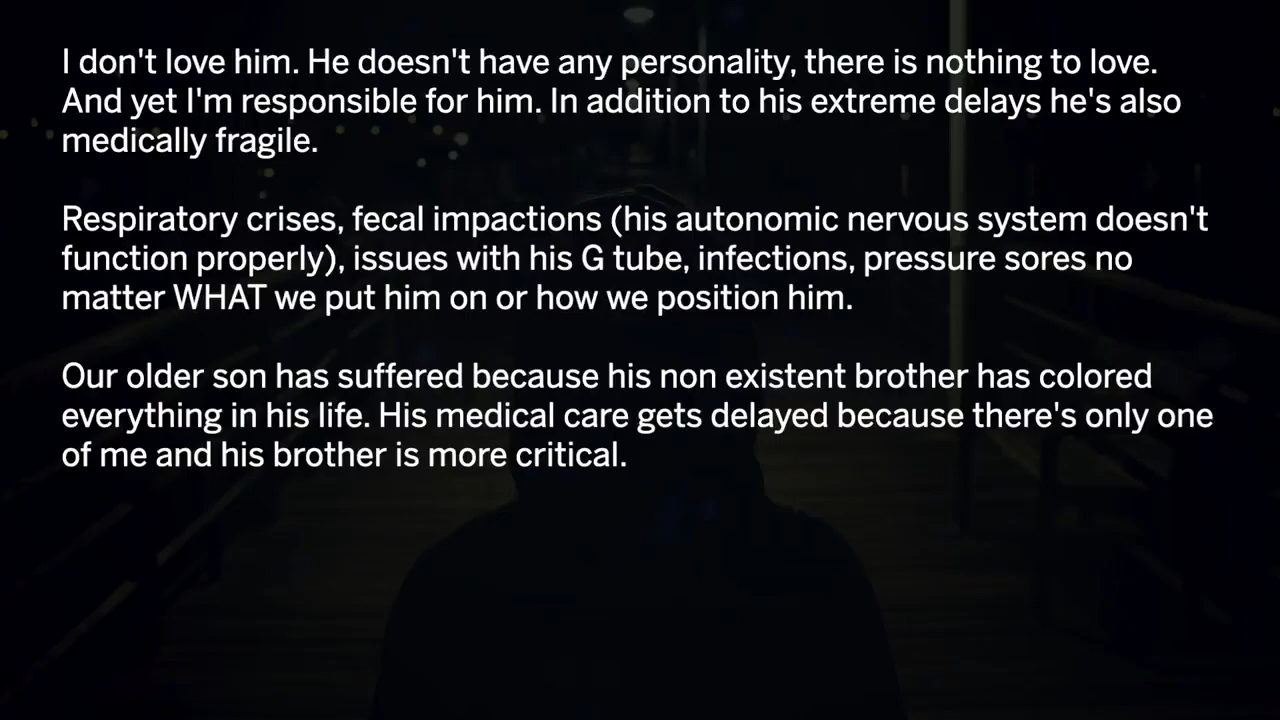 I don't love him. He doesn't have any personality, there is nothing to love.
And yet I'm responsible for him. In addition to his extreme delays he's also
medically fragile.
Respiratory crises, fecal impactions (his autonomic nervous system doesn't
function properly), issues with his G tube, infections, pressure sores no
matter WHAT we put him on or how we position him.
Our older son has suffered because his non existent brother has colored
everything in his life. His medical care gets delayed because there's only one
of me and his brother is more critical.